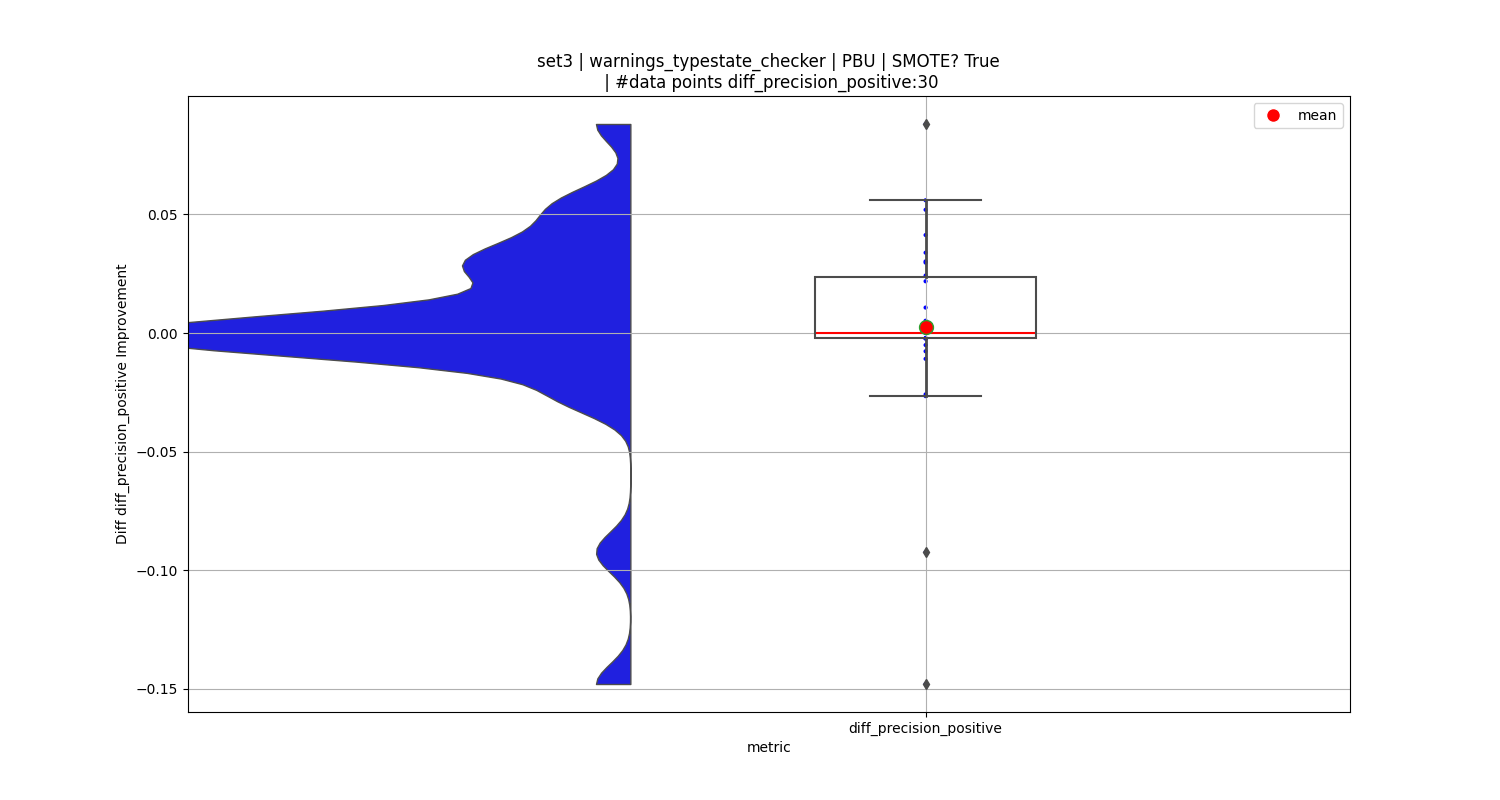 set3 | warnings_typestate_checker | PBU | SMOTE? True
| #data points diff_precision_positive:30
mean
0.05
0.00
−0.05
−0.10
−0.15
Diff diff_precision_positive Improvement
diff_precision_positive
metric